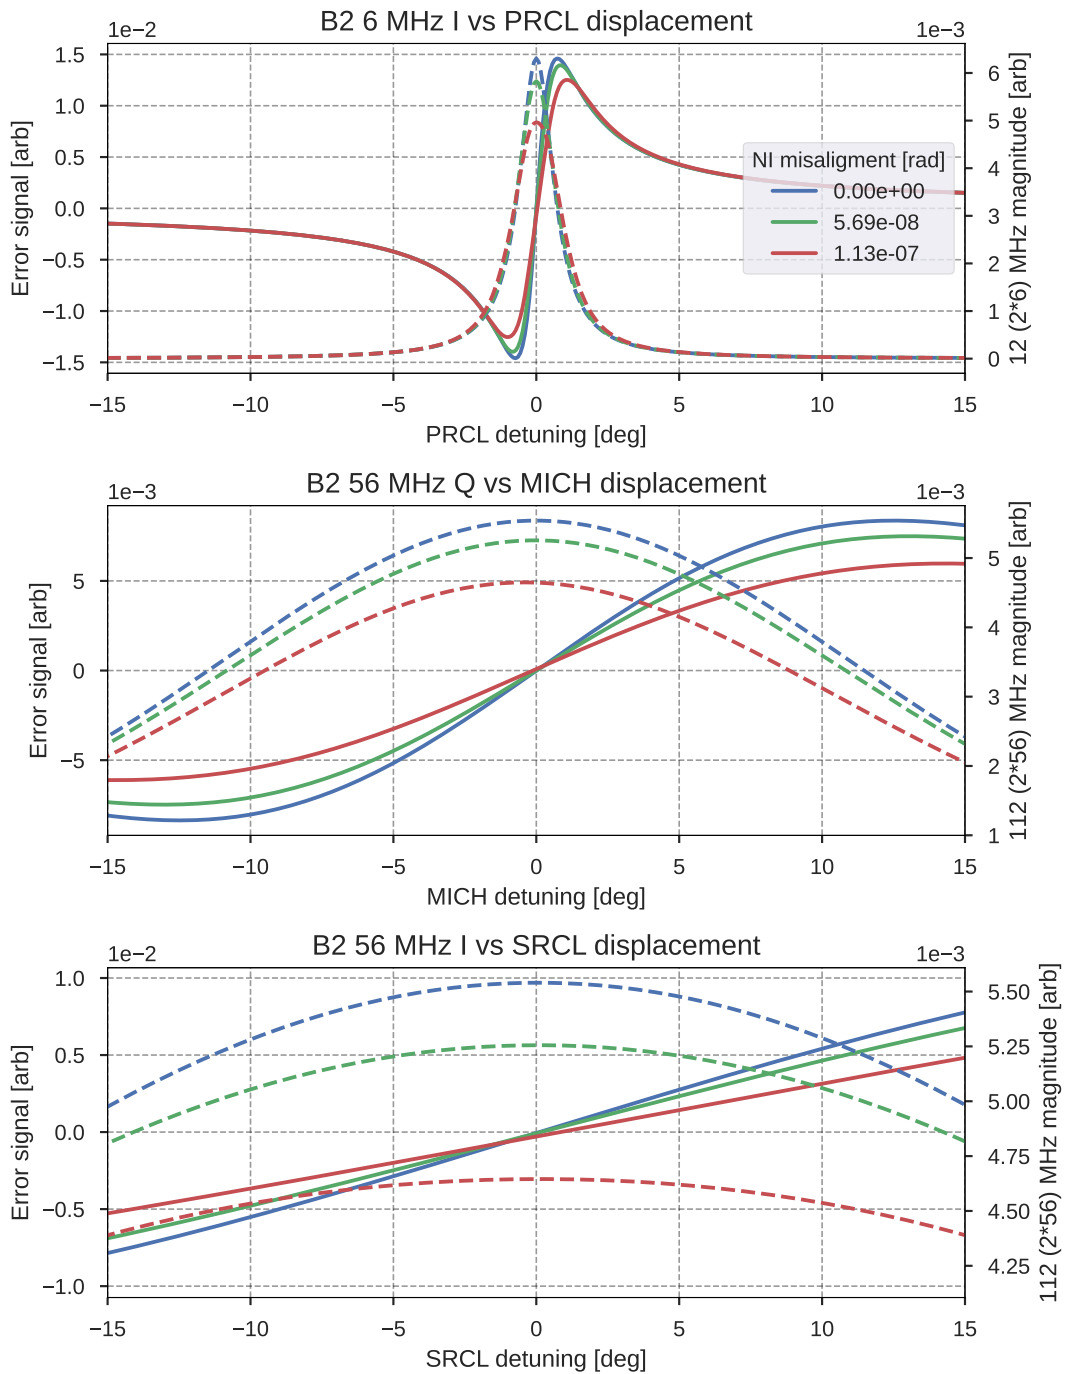 B2 6 MHz I vs PRCL displacement
1e−2
1e−3
1.5
1.0
0.5
0.0
−0.5
−1.0
−1.5
Error signal [arb]
6
5
4
3
2
1
0
12 (2*6) MHz magnitude [arb]
NI misaligment [rad]
0.00e+00
5.69e-08
1.13e-07
−15
−10
−5
0
5
10
15
PRCL detuning [deg]
B2 56 MHz Q vs MICH displacement
1e−3
1e−3
5
0
−5
Error signal [arb]
5
4
3
2
1
112 (2*56) MHz magnitude [arb]
−15
−10
−5
0
5
10
15
MICH detuning [deg]
B2 56 MHz I vs SRCL displacement
1e−2
1e−3
1.0
0.5
0.0
−0.5
−1.0
Error signal [arb]
5.50
5.25
5.00
4.75
4.50
4.25
112 (2*56) MHz magnitude [arb]
−15
−10
−5
0
5
10
15
SRCL detuning [deg]